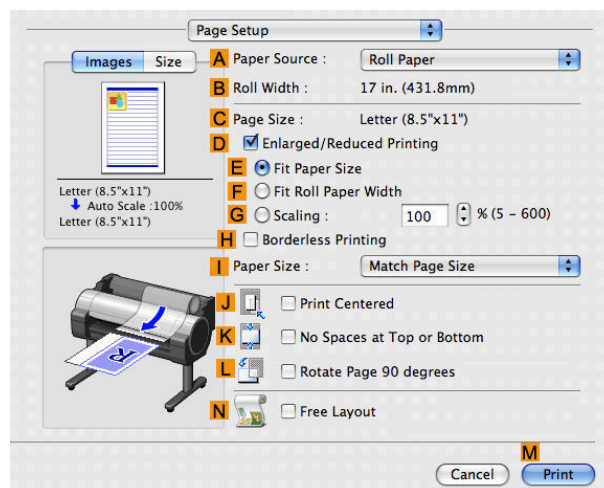 Page Setup
Images Size
A Paper Source : Roll Paper
B Roll Width : 17 in. (431.8mm)
C Page Size : Letter (8.5"x11")
D Enlarged/Reduced Printing
E Fit Paper Size
F Fit Roll Paper Width
G Scaling : 100 % (5 - 600)
Letter (8.5"x11")
Auto Scale :100%
Letter (8.5"x11")
H Borderless Printing
I Paper Size : Match Page Size
J Print Centered
K No Spaces at Top or Bottom
L Rotate Page 90 degrees
R
N Free Layout
M
Cancel Print